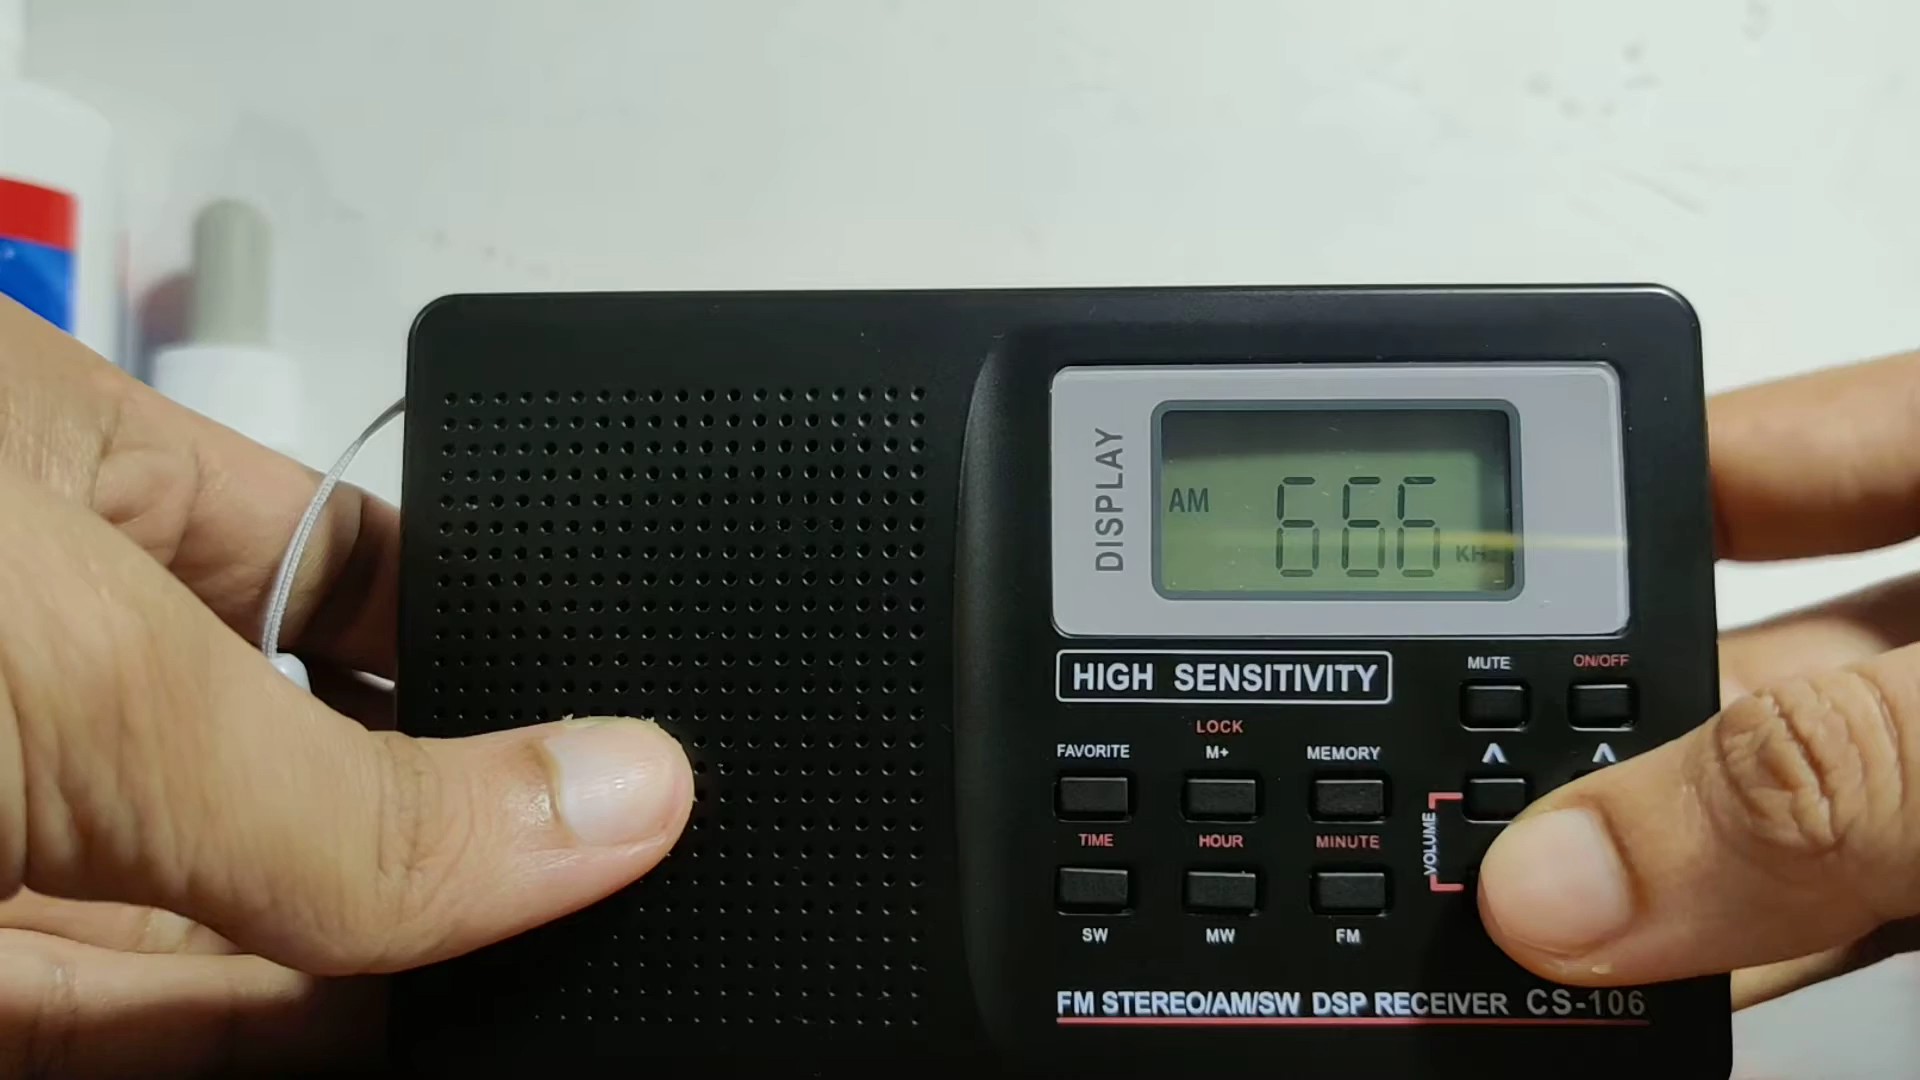 DISPLAY
AM 666 KHz
HIGH SENSITIVITY
MUTE ON/OFF
LOCK
FAVORITE M+ MEMORY
VOLUME
TIME HOUR MINUTE
SW MW FM
FM STEREO/AM/SW DSP RECEIVER CS-106